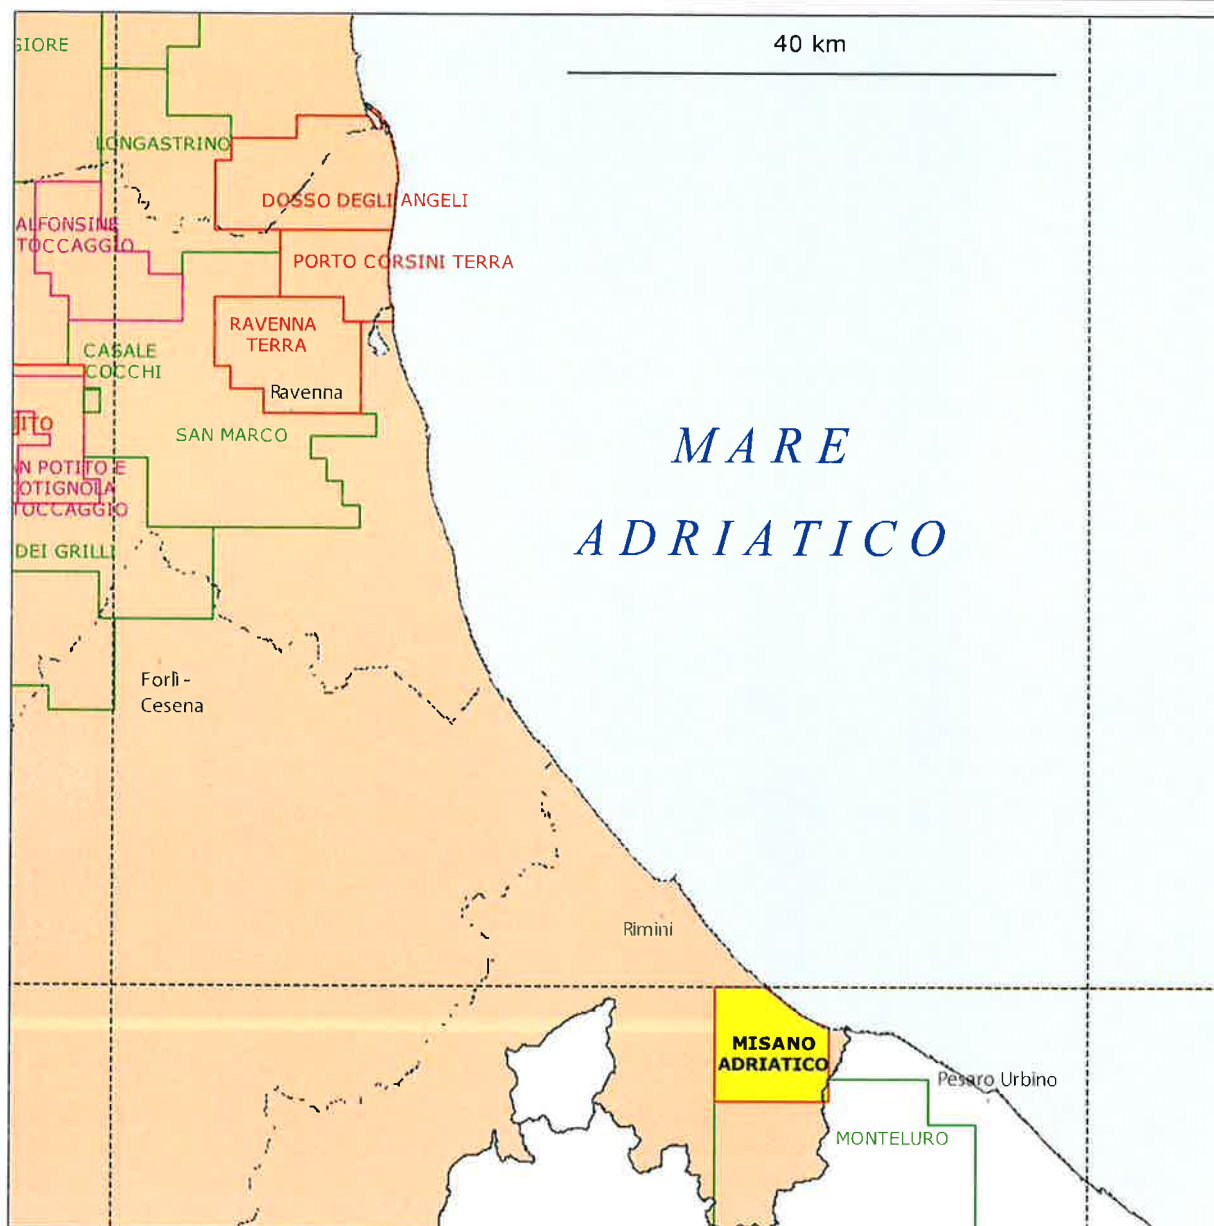 40 km
GIORE
LONGASTRINO
DOSSO DEGLI ANGELI
ALFONSINE
TOCCAGGIO
PORTO CORSINI TERRA
RAVENNA
TERRA
CASALE
COCCHI
Ravenna
SAN MARCO
MARE
ADRIATICO
N POTITO E
OTIGNOLA
TOCCAGGIO
DEI GRILLI
Forlì -
Cesena
Rimini
MISANO
ADRIATICO
Pesaro Urbino
MONTELURO